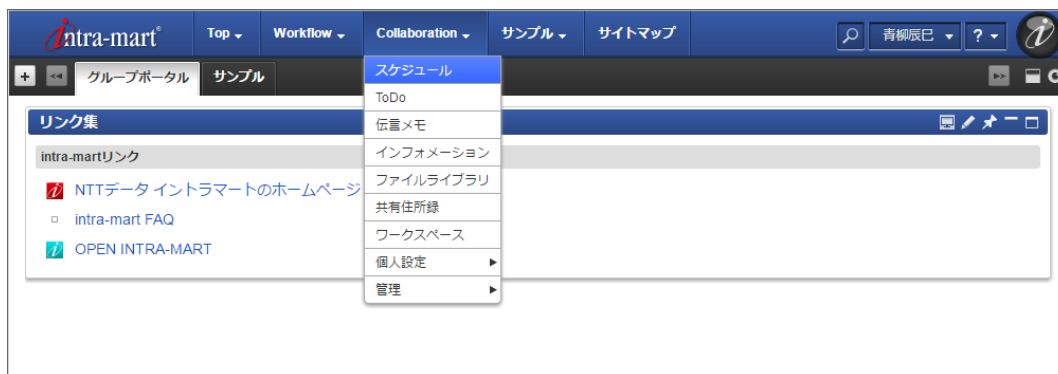 intra-mart® Top Workflow Collaboration サンプル サイトマップ 青柳辰巳 ?
グループポータル サンプル
スケジュール
ToDo
伝言メモ
インフォメーション
ファイルライブラリ
共有住所録
ワークスペース
個人設定
管理
リンク集
intra-martリンク
NTTデータ イントラマートのホームページ
intra-mart FAQ
OPEN INTRA-MART